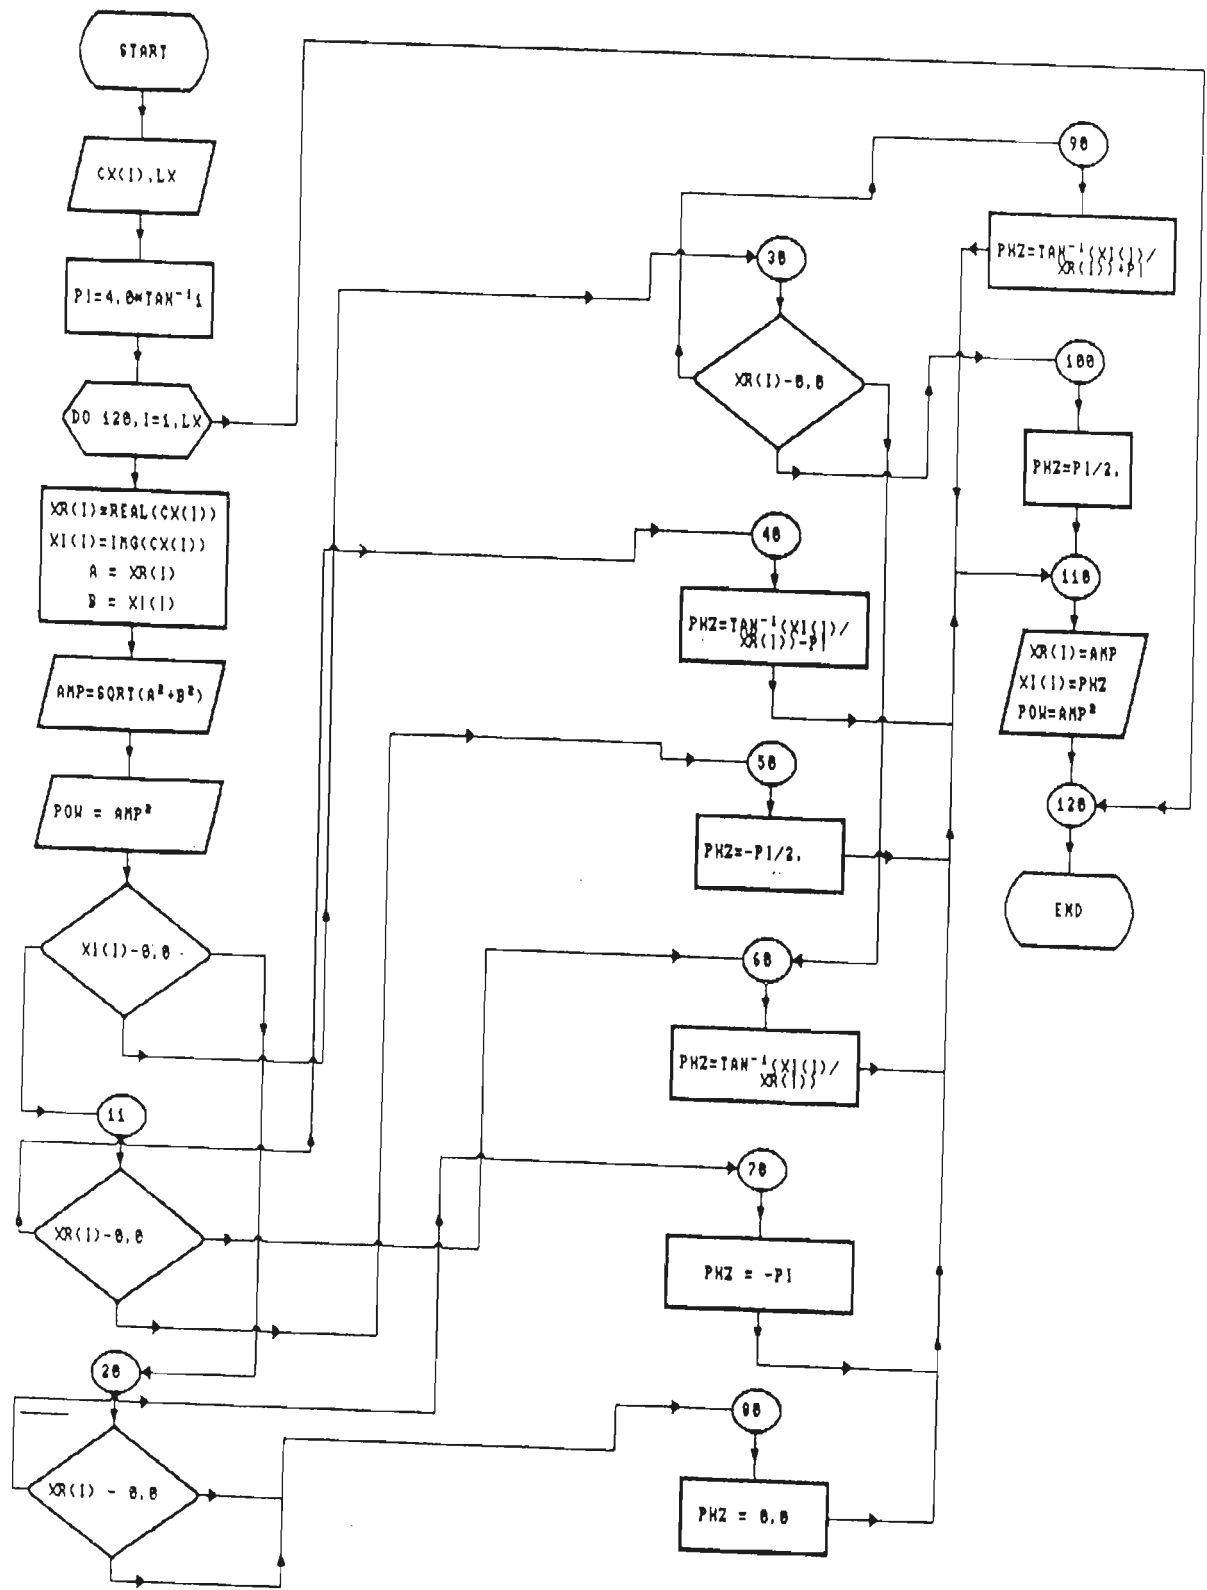 START
CX(I),LX
PI=4.0*TAN⁻¹1
DO 120,I=1,LX
XR(I)=REAL(CX(I))
XI(I)=IMG(CX(I))
A = XR(I)
B = XI(I)
AMP=SQRT(A²+B²)
POW = AMP²
XI(I)-0.0
11
XR(I)-0.0
20
XR(I) - 0.0
30
XR(I)-0.0
40
PHZ=TAN⁻¹(XI(I)/
XR(I))-PI
50
PHZ=-PI/2.
60
PHZ=TAN⁻¹(XI(I)/
XR(I))
70
PHZ = -PI
80
PHZ = 0.0
90
PHZ=TAN⁻¹(XI(I)/
XR(I))+PI
100
PHZ=PI/2.
110
XR(I)=AMP
XI(I)=PHZ
POW=AMP²
120
END